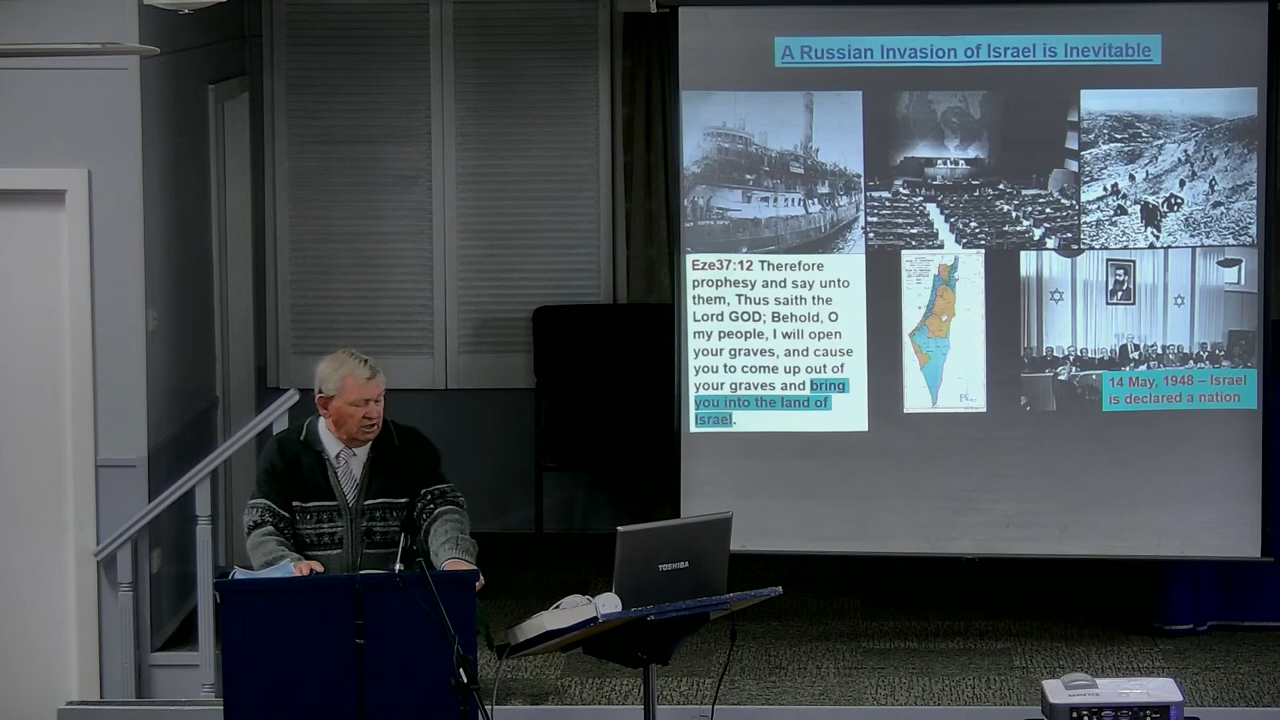 A Russian Invasion of Israel is Inevitable
Eze37:12 Therefore
prophesy and say unto
them, Thus saith the
Lord GOD; Behold, O
my people, I will open
your graves, and cause
you to come up out of
your graves and bring
you into the land of
Israel.
14 May, 1948 – Israel
is declared a nation
TOSHIBA